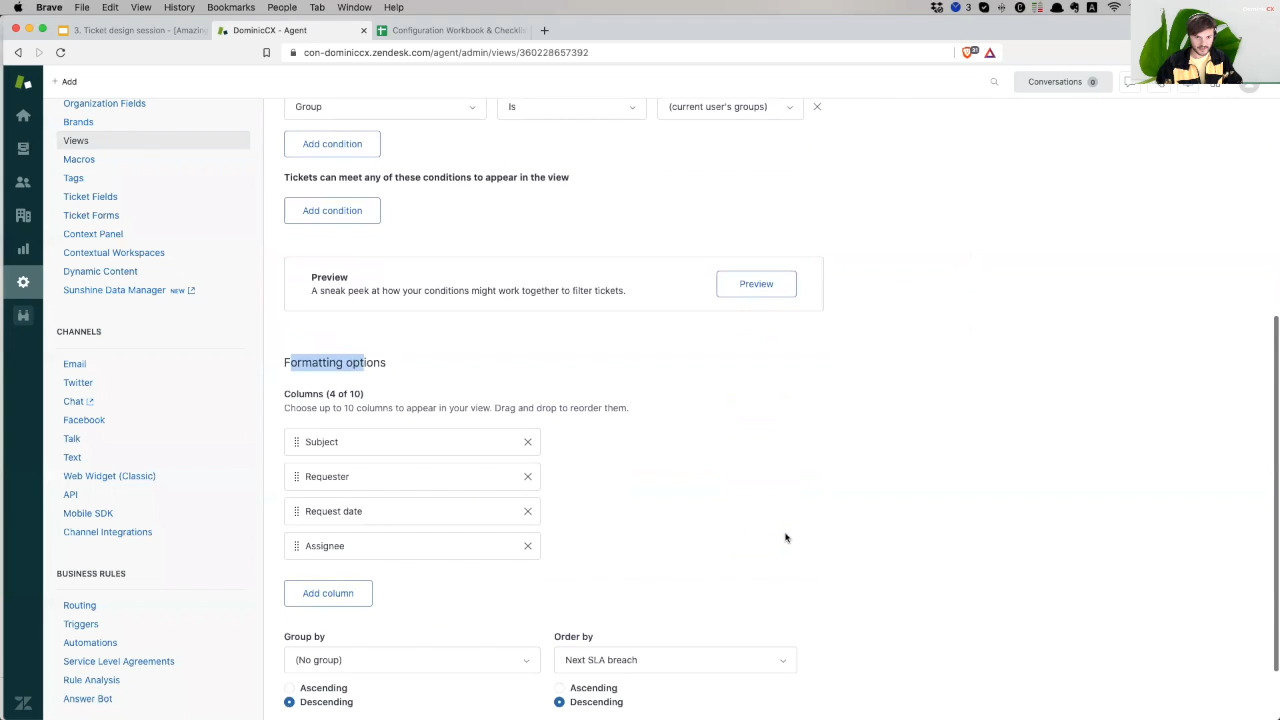 Brave File Edit View History Bookmarks People Tab Window Help
3. Ticket design session - [Amazing
DominicCX - Agent
Configuration Workbook & Checklist
con-dominiccx.zendesk.com/agent/admin/views/360228657392
+ Add
Conversations 0
Organization Fields
Brands
Views
Macros
Tags
Ticket Fields
Ticket Forms
Context Panel
Contextual Workspaces
Dynamic Content
Sunshine Data Manager NEW
CHANNELS
Email
Twitter
Chat
Facebook
Talk
Text
Web Widget (Classic)
API
Mobile SDK
Channel Integrations
BUSINESS RULES
Routing
Triggers
Automations
Service Level Agreements
Rule Analysis
Answer Bot
Group Is (current user's groups)
Add condition
Tickets can meet any of these conditions to appear in the view
Add condition
Preview
A sneak peek at how your conditions might work together to filter tickets.
Preview
Formatting options
Columns (4 of 10)
Choose up to 10 columns to appear in your view. Drag and drop to reorder them.
Subject
Requester
Request date
Assignee
Add column
Group by
(No group)
Ascending
Descending
Order by
Next SLA breach
Ascending
Descending